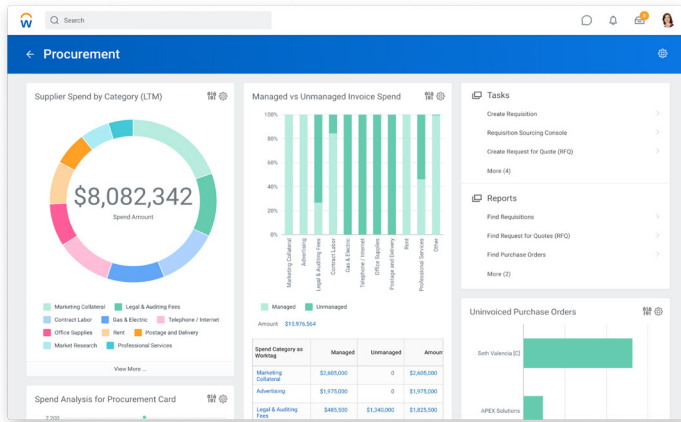 Search
Procurement
Supplier Spend by Category (LTM)
$8,082,342
Spend Amount
Marketing Collateral Legal & Auditing Fees
Contract Labor Gas & Electric Telephone / Internet
Office Supplies Rent Postage and Delivery
Market Research Professional Services
View More ...
Spend Analysis for Procurement Card
2,200
Managed vs Unmanaged Invoice Spend
100%
80%
60%
40%
20%
0%
Marketing Collateral
Advertising
Legal & Auditing Fees
Contract Labor
Gas & Electric
Telephone / Internet
Office Supplies
Postage and Delivery
Rent
Professional Services
Other
Managed Unmanaged
Amount $13,976,564
Spend Category as Worktag Managed Unmanaged Amoun
Marketing Collateral $2,605,000 0 $2,605,000
Advertising $1,975,000 0 $1,975,000
Legal & Auditing Fees $485,500 $1,340,000 $1,825,500
Tasks
Create Requisition
Requisition Sourcing Console
Create Request for Quote (RFQ)
More (4)
Reports
Find Requisitions
Find Request for Quotes (RFQ)
Find Purchase Orders
More (2)
Uninvoiced Purchase Orders
Seth Valencia [C]
APEX Solutions